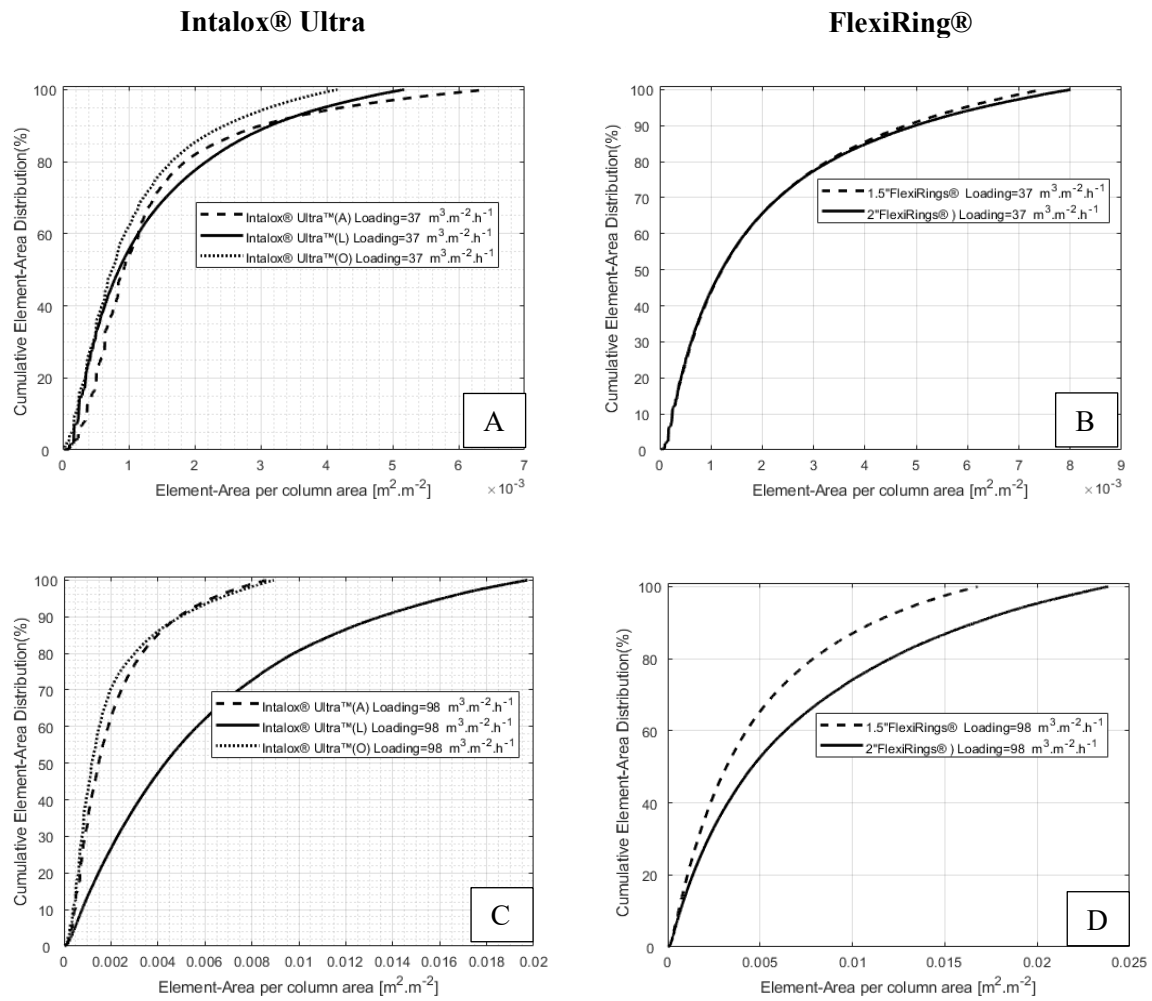 Intalox® Ultra
FlexiRing®
Cumulative Element-Area Distribution(%)
100
90
80
70
60
50
40
30
20
10
0
Intalox® Ultra™(A) Loading=37 m³.m⁻².h⁻¹
Intalox® Ultra™(L) Loading=37 m³.m⁻².h⁻¹
Intalox® Ultra™(O) Loading=37 m³.m⁻².h⁻¹
A
0 1 2 3 4 5 6 7
Element-Area per column area [m².m⁻²]
×10⁻³
Cumulative Element-Area Distribution(%)
100
90
80
70
60
50
40
30
20
10
0
1.5"FlexiRings® Loading=37 m³.m⁻².h⁻¹
2"FlexiRings® ) Loading=37 m³.m⁻².h⁻¹
B
0 1 2 3 4 5 6 7 8 9
Element-Area per column area [m².m⁻²]
×10⁻³
Cumulative Element-Area Distribution(%)
100
90
80
70
60
50
40
30
20
10
0
Intalox® Ultra™(A) Loading=98 m³.m⁻².h⁻¹
Intalox® Ultra™(L) Loading=98 m³.m⁻².h⁻¹
Intalox® Ultra™(O) Loading=98 m³.m⁻².h⁻¹
C
0 0.002 0.004 0.006 0.008 0.01 0.012 0.014 0.016 0.018 0.02
Element-Area per column area [m².m⁻²]
Cumulative Element-Area Distribution(%)
100
80
60
40
20
0
1.5"FlexiRings® Loading=98 m³.m⁻².h⁻¹
2"FlexiRings® ) Loading=98 m³.m⁻².h⁻¹
D
0 0.005 0.01 0.015 0.02 0.025
Element-Area per column area [m².m⁻²]